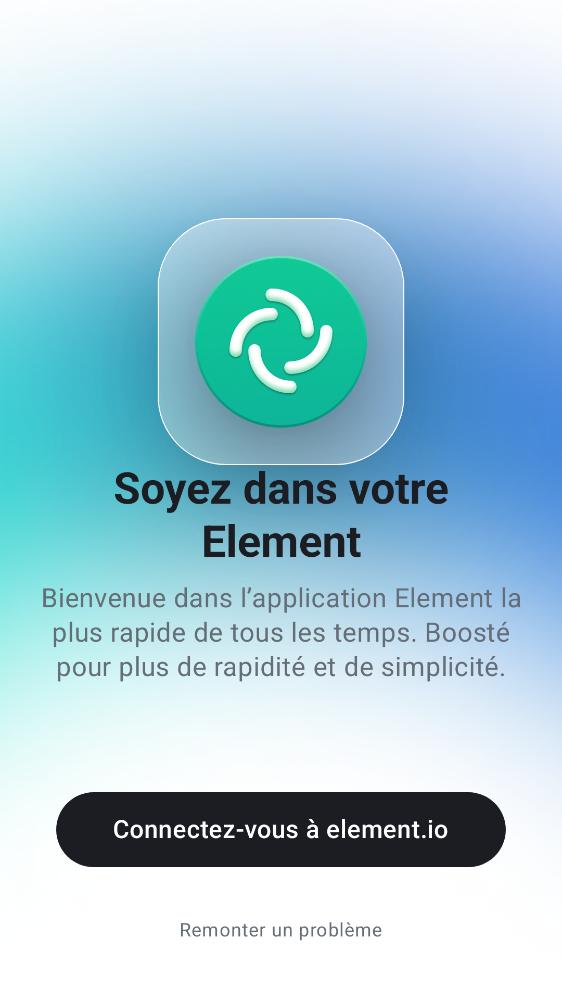 Soyez dans votre
Element
Bienvenue dans l’application Element la
plus rapide de tous les temps. Boosté
pour plus de rapidité et de simplicité.
Connectez-vous à element.io
Remonter un problème